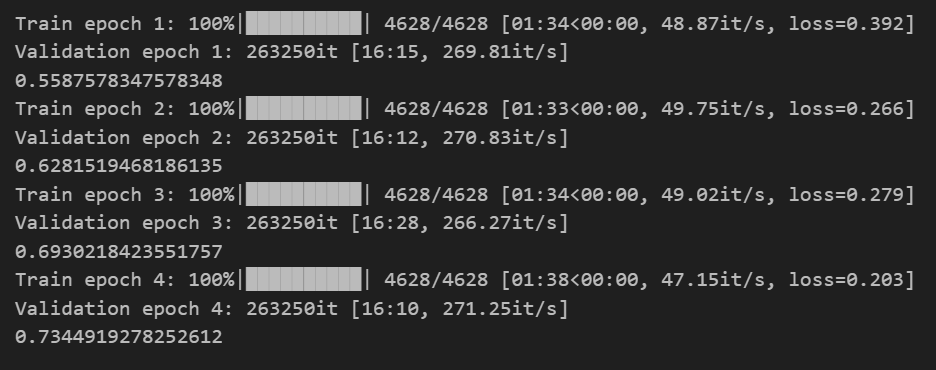 Train epoch 1: 100%|██████████| 4628/4628 [01:34<00:00, 48.87it/s, loss=0.392]
Validation epoch 1: 263250it [16:15, 269.81it/s]
0.5587578347578348
Train epoch 2: 100%|██████████| 4628/4628 [01:33<00:00, 49.75it/s, loss=0.266]
Validation epoch 2: 263250it [16:12, 270.83it/s]
0.6281519468186135
Train epoch 3: 100%|██████████| 4628/4628 [01:34<00:00, 49.02it/s, loss=0.279]
Validation epoch 3: 263250it [16:28, 266.27it/s]
0.6930218423551757
Train epoch 4: 100%|██████████| 4628/4628 [01:38<00:00, 47.15it/s, loss=0.203]
Validation epoch 4: 263250it [16:10, 271.25it/s]
0.7344919278252612